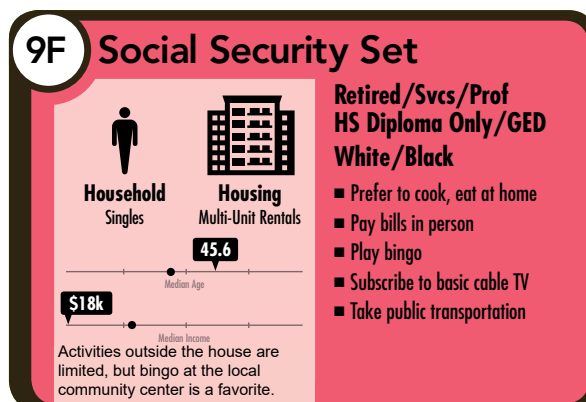 9F Social Security Set
Household
Singles
Housing
Multi-Unit Rentals
45.6
Median Age
$18k
Median Income
Activities outside the house are
limited, but bingo at the local
community center is a favorite.
Retired/Svcs/Prof
HS Diploma Only/GED
White/Black
■ Prefer to cook, eat at home
■ Pay bills in person
■ Play bingo
■ Subscribe to basic cable TV
■ Take public transportation